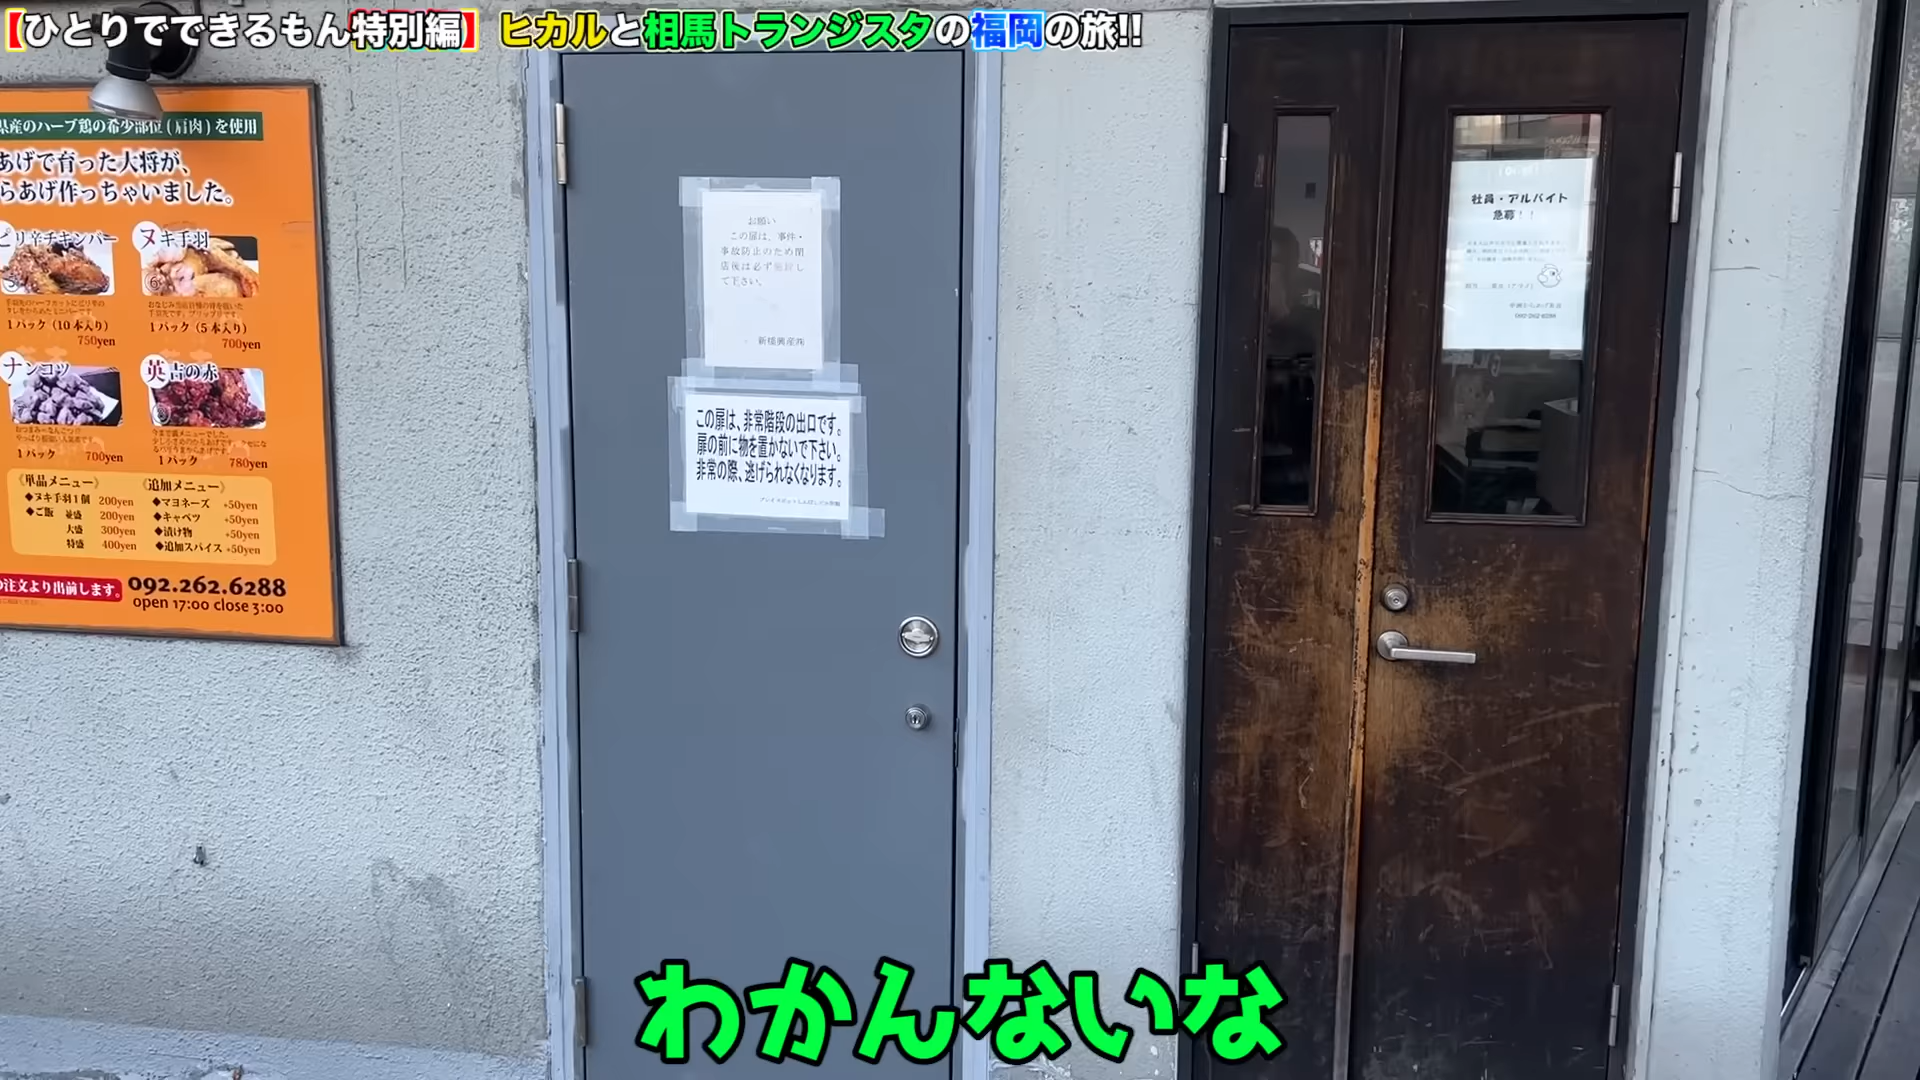 【ひとりでできるもん特別編】 ヒカルと相馬トランジスタの福岡の旅!!
県産のハーブ鶏の希少部位(肩肉)を使用
あげで育った大将が、
らあげ作っちゃいました。
ピリ辛チキンバー
1パック(10本入り)
750yen
ヌキ手羽
1パック(5本入り)
700yen
ナンコツ
1パック 700yen
英吉の赤
1パック 780yen
《単品メニュー》
◆ヌキ手羽1個 200yen
◆ご飯 並盛 200yen
大盛 300yen
特盛 400yen
《追加メニュー》
◆マヨネーズ +50yen
◆キャベツ +50yen
◆漬け物 +50yen
◆追加スパイス +50yen
の注文より出前します。
092.262.6288
open 17:00 close 3:00
お願い
この扉は、事件・
事故防止のため閉
店後は必ず施錠し
て下さい。
この扉は、非常階段の出口です。
扉の前に物を置かないで下さい。
非常の際、逃げられなくなります。
社員・アルバイト
急募!!
092-262-6288
わかんないな